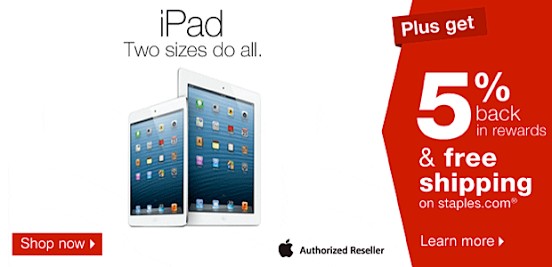 iPad
Two sizes do all.
Shop now
Authorized Reseller
Plus get
5%
back
in rewards
& free
shipping
on staples.com®
Learn more